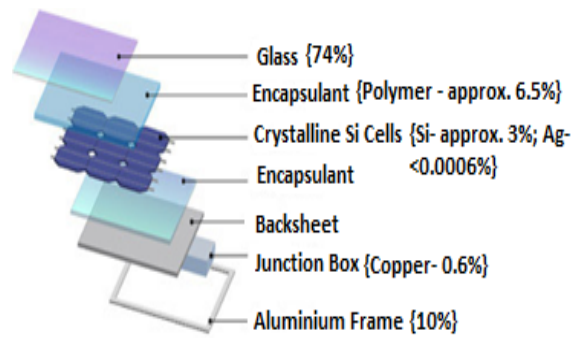 Glass {74%}
Encapsulant {Polymer - approx. 6.5%}
Crystalline Si Cells {Si- approx. 3%; Ag-
<0.0006%}
Encapsulant
Backsheet
Junction Box {Copper- 0.6%}
Aluminium Frame {10%}